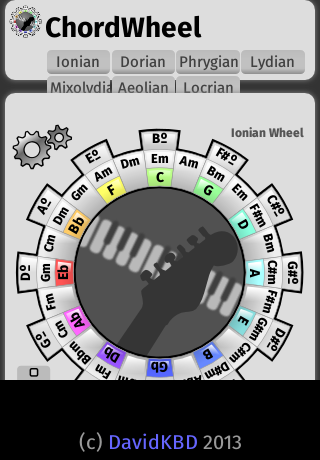 ChordWheel
Ionian Dorian Phrygian Lydian
Mixolydia Aeolian Locrian
Ionian Wheel
Bº
Eº F#º
Em
Dm Am
Am Bm
C
F G
Aº C#º
Gm Em
Dm F#m
Bb D
Cm Bm
Dº Gm Eb A C#m G#º
Fm F#m
Ab E
Cm G#m
Gº D#º
Bbm C#m
Db Gb B
Fm D#m
(c) DavidKBD 2013